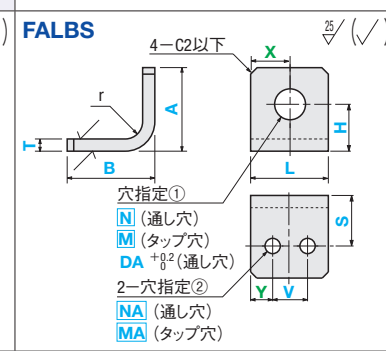 ) FALBS
25 (✓)
4－C2以下
X
r
A
H
T
B
L
穴指定①
N (通し穴)
M (タップ穴)
DA +0.2 0 (通し穴)
S
2－穴指定②
Y V
NA (通し穴)
MA (タップ穴)